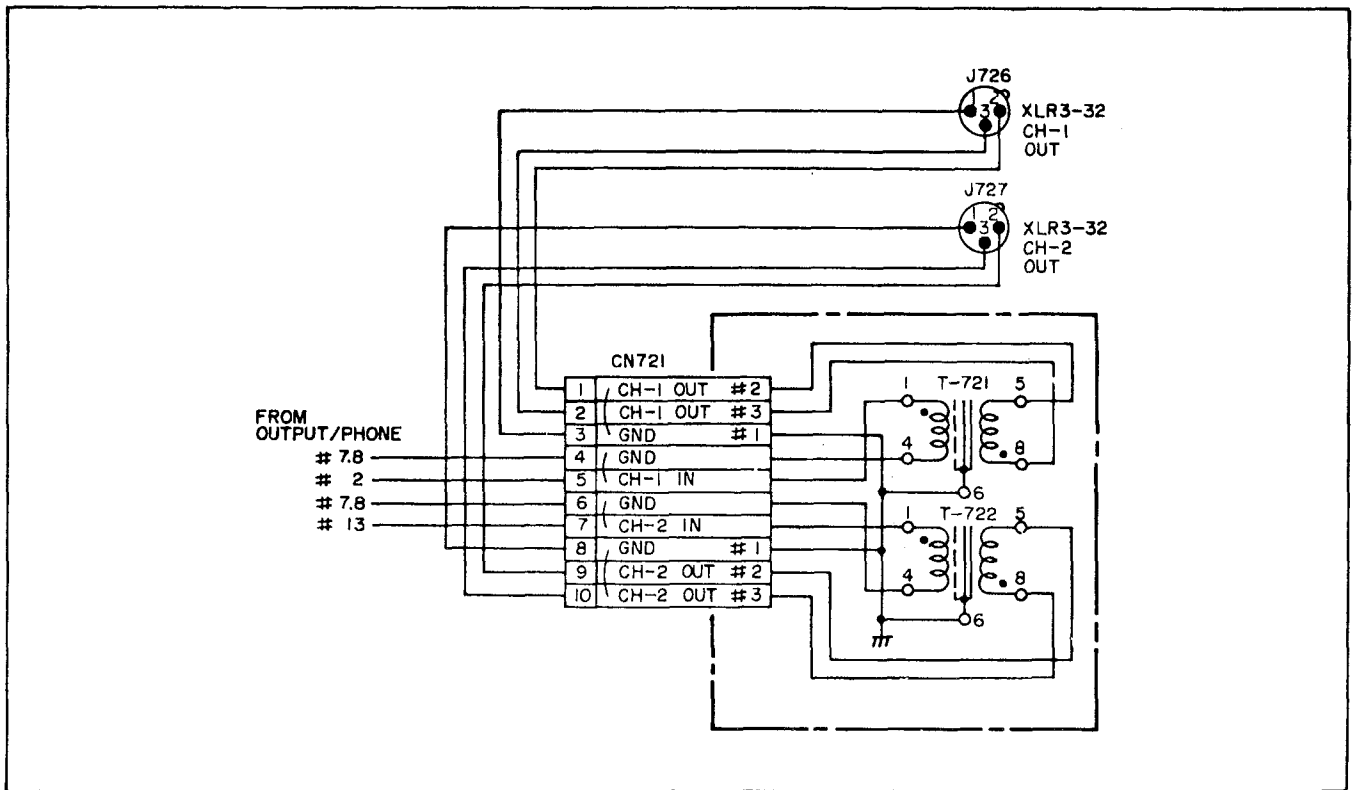 J726
1 2
3
XLR3-32
CH-1
OUT
J727
1 2
3
XLR3-32
CH-2
OUT
CN721
1 CH-1 OUT #2
2 CH-1 OUT #3
3 GND #1
4 GND
5 CH-1 IN
6 GND
7 CH-2 IN
8 GND #1
9 CH-2 OUT #2
10 CH-2 OUT #3
FROM
OUTPUT/PHONE
# 7.8
# 2
# 7.8
# 13
1 T-721 5
4 8
6
1 T-722 5
4 8
6